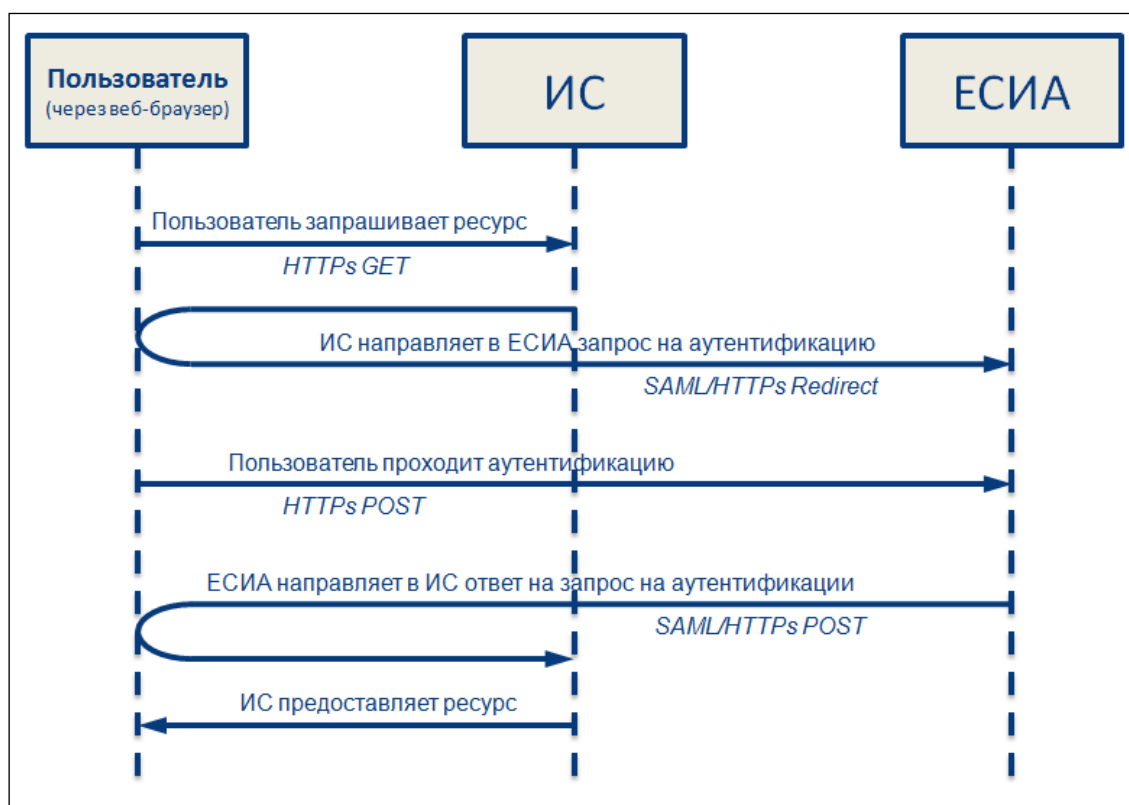 Пользователь
(через веб-браузер)
ИС
ЕСИА
Пользователь запрашивает ресурс
HTTPs GET
ИС направляет в ЕСИА запрос на аутентификацию
SAML/HTTPs Redirect
Пользователь проходит аутентификацию
HTTPs POST
ЕСИА направляет в ИС ответ на запрос на аутентификации
SAML/HTTPs POST
ИС предоставляет ресурс